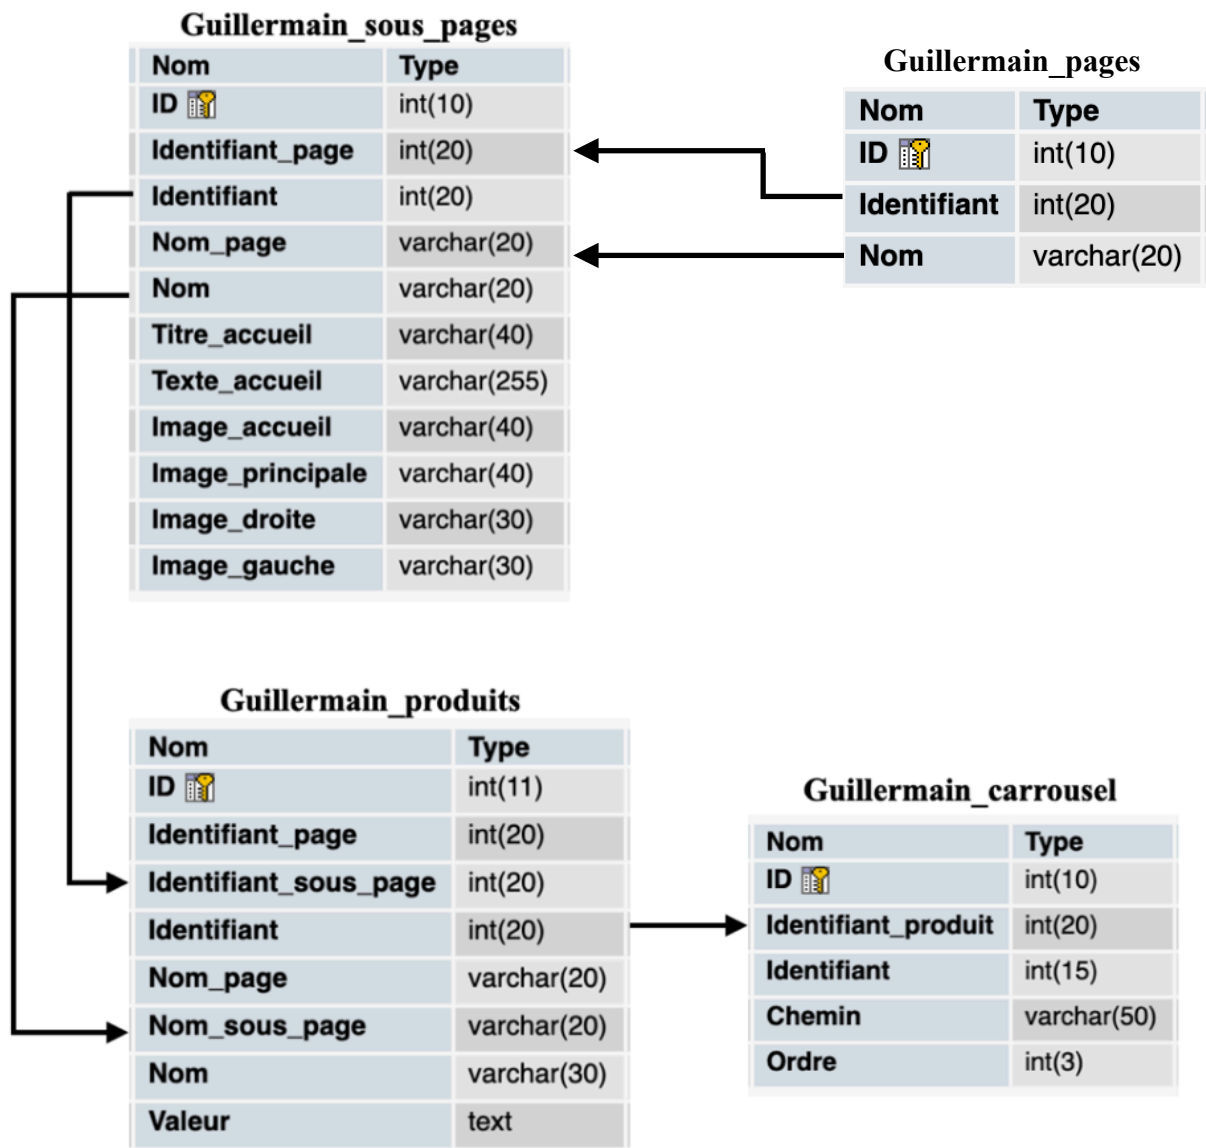 Guillermain_sous_pages
Nom Type
ID int(10)
Identifiant_page int(20)
Identifiant int(20)
Nom_page varchar(20)
Nom varchar(20)
Titre_accueil varchar(40)
Texte_accueil varchar(255)
Image_accueil varchar(40)
Image_principale varchar(40)
Image_droite varchar(30)
Image_gauche varchar(30)
Guillermain_pages
Nom Type
ID int(10)
Identifiant int(20)
Nom varchar(20)
Guillermain_produits
Nom Type
ID int(11)
Identifiant_page int(20)
Identifiant_sous_page int(20)
Identifiant int(20)
Nom_page varchar(20)
Nom_sous_page varchar(20)
Nom varchar(30)
Valeur text
Guillermain_carrousel
Nom Type
ID int(10)
Identifiant_produit int(20)
Identifiant int(15)
Chemin varchar(50)
Ordre int(3)